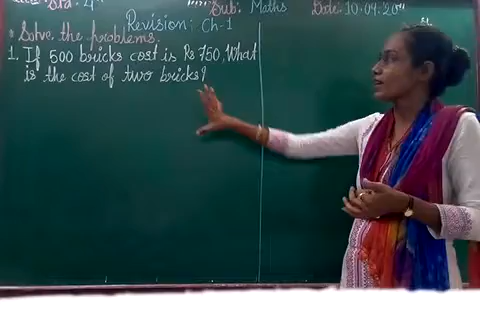 Std: 4th Sub: Maths Date: 10-04-20
Revision: Ch-1
Solve the problems.
1. If 500 bricks cost is Rs 750, What
is the cost of two bricks?